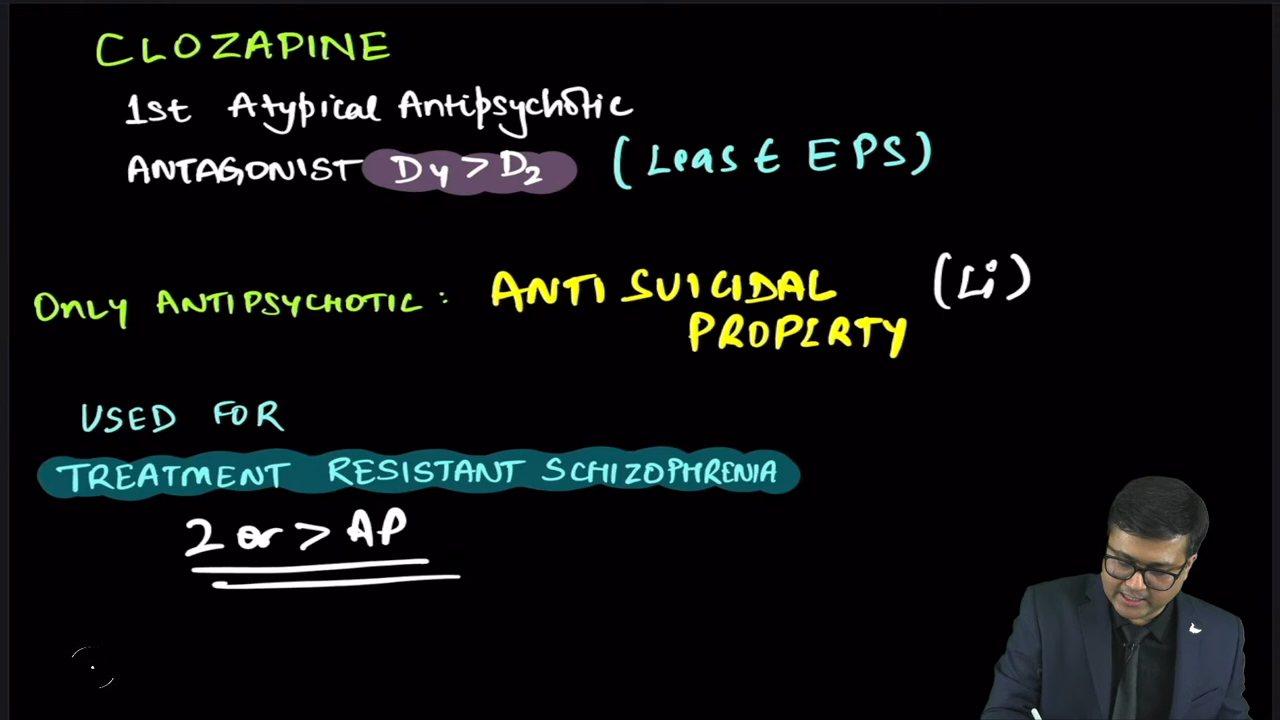 CLOZAPINE
1st Atypical Antipsychotic
ANTAGONIST D4 > D2 (Least EPS)
ONLY ANTIPSYCHOTIC: ANTI SUICIDAL (Li)
PROPERTY
USED FOR
TREATMENT RESISTANT SCHIZOPHRENIA
2 or > AP